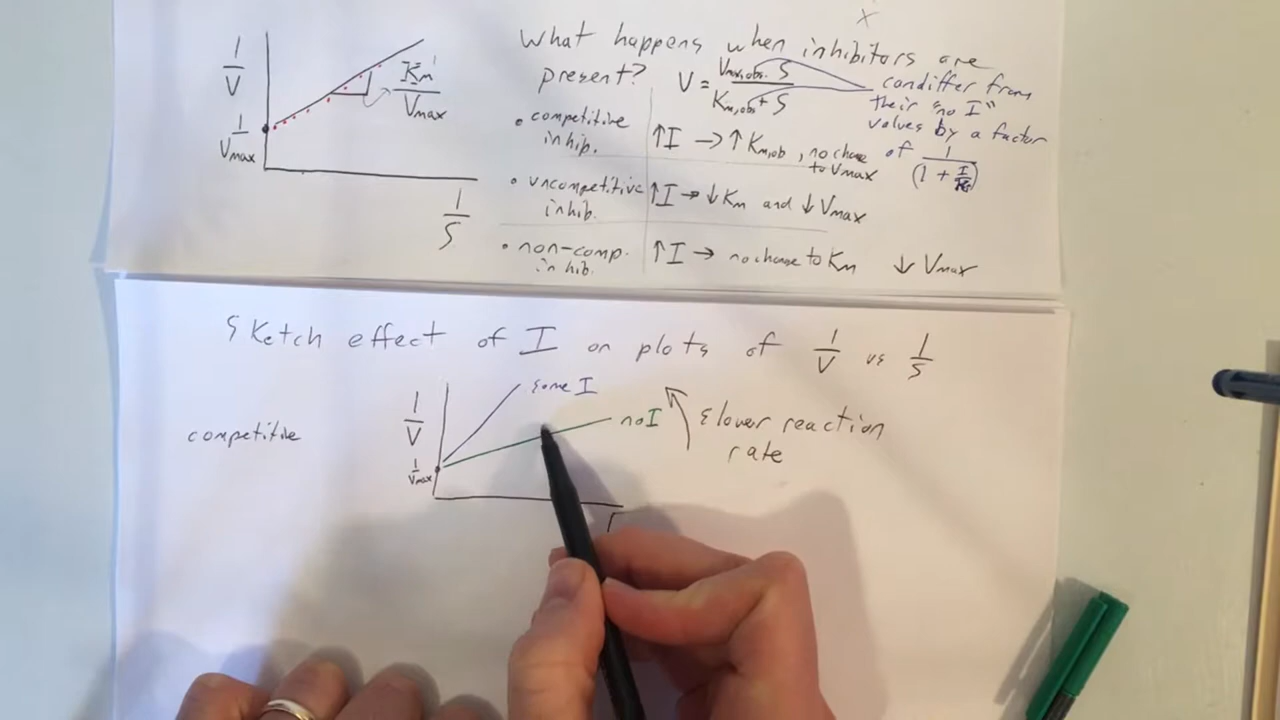 1/V
Km/Vmax
1/Vmax
1/S
What happens when inhibitors are
present? V = Vmax,obs. S / Km,obs + S
can differ from
their "no I"
values by a factor
of 1/(1 + I/Ki)
• competitive
inhib.
↑I → ↑Km,ob, no change
to Vmax
• uncompetitive
inhib.
↑I → ↓Km and ↓Vmax
• non-comp.
inhib.
↑I → no change to Km ↓ Vmax
Sketch effect of I on plots of 1/V vs 1/S
competitive
1/V
1/Vmax
some I
no I
Slower reaction
rate